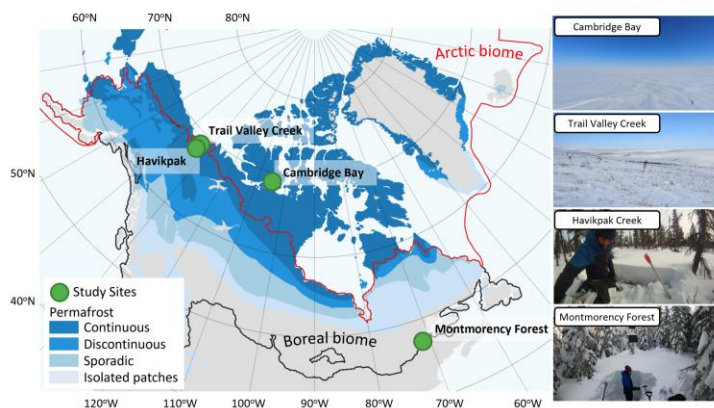 60°N
70°N
80°N
Arctic biome
Trail Valley Creek
Havikpak
Cambridge Bay
50°N
40°N
Study Sites
Permafrost
Continuous
Discontinuous
Sporadic
Isolated patches
Boreal biome
Montmorency Forest
120°W
110°W
100°W
90°W
80°W
70°W
60°W
Cambridge Bay
Trail Valley Creek
Havikpak Creek
Montmorency Forest